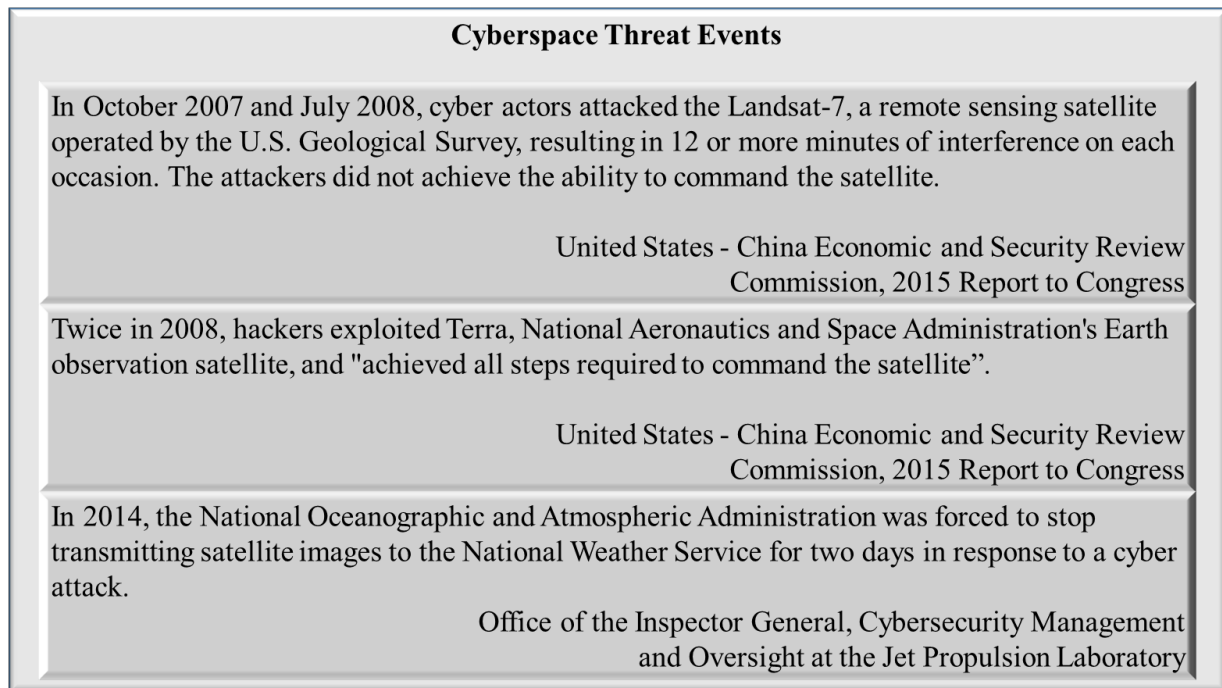 Cyberspace Threat Events
In October 2007 and July 2008, cyber actors attacked the Landsat-7, a remote sensing satellite
operated by the U.S. Geological Survey, resulting in 12 or more minutes of interference on each
occasion. The attackers did not achieve the ability to command the satellite.
United States - China Economic and Security Review
Commission, 2015 Report to Congress
Twice in 2008, hackers exploited Terra, National Aeronautics and Space Administration's Earth
observation satellite, and "achieved all steps required to command the satellite”.
United States - China Economic and Security Review
Commission, 2015 Report to Congress
In 2014, the National Oceanographic and Atmospheric Administration was forced to stop
transmitting satellite images to the National Weather Service for two days in response to a cyber
attack.
Office of the Inspector General, Cybersecurity Management
and Oversight at the Jet Propulsion Laboratory